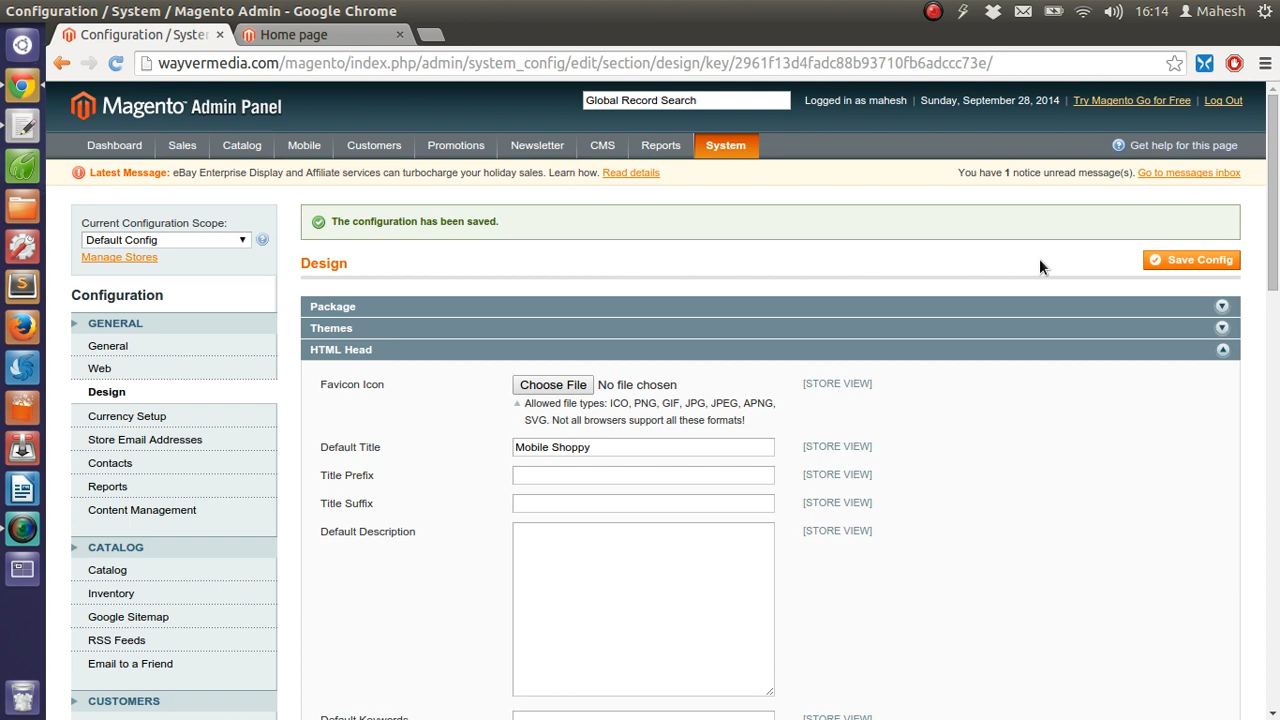 Configuration / System / Magento Admin - Google Chrome
16:14 Mahesh
Configuration / Syste
Home page
wayvermedia.com/magento/index.php/admin/system_config/edit/section/design/key/2961f13d4fadc88b93710fb6adccc73e/
Magento Admin Panel
Global Record Search
Logged in as mahesh
Sunday, September 28, 2014
Try Magento Go for Free
Log Out
Dashboard Sales Catalog Mobile Customers Promotions Newsletter CMS Reports System
Get help for this page
Latest Message: eBay Enterprise Display and Affiliate services can turbocharge your holiday sales. Learn how. Read details
You have 1 notice unread message(s). Go to messages inbox
Current Configuration Scope:
Default Config
Manage Stores
Configuration
GENERAL
General
Web
Design
Currency Setup
Store Email Addresses
Contacts
Reports
Content Management
CATALOG
Catalog
Inventory
Google Sitemap
RSS Feeds
Email to a Friend
CUSTOMERS
The configuration has been saved.
Design
Save Config
Package
Themes
HTML Head
Favicon Icon
Choose File No file chosen
[STORE VIEW]
Allowed file types: ICO, PNG, GIF, JPG, JPEG, APNG,
SVG. Not all browsers support all these formats!
Default Title
Mobile Shoppy
[STORE VIEW]
Title Prefix
[STORE VIEW]
Title Suffix
[STORE VIEW]
Default Description
[STORE VIEW]
Default Keywords
[STORE VIEW]